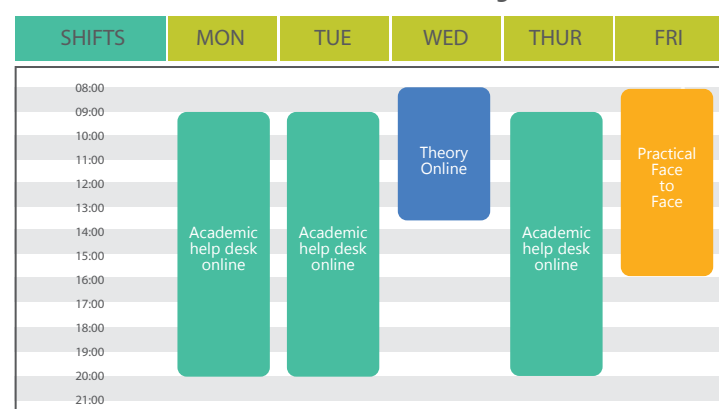 SHIFTS MON TUE WED THUR FRI
08:00
09:00
10:00
11:00
12:00
13:00
14:00
15:00
16:00
17:00
18:00
19:00
20:00
21:00
Academic
help desk
online
Academic
help desk
online
Theory
Online
Academic
help desk
online
Practical
Face
to
Face